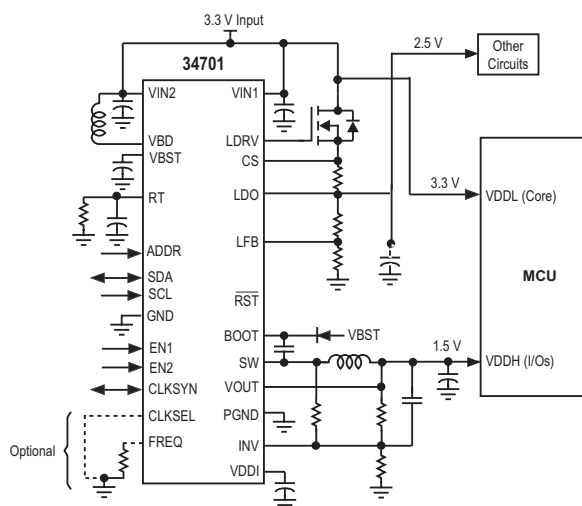 3.3 V Input
34701
2.5 V
Other
Circuits
VIN2
VIN1
VBD
VBST
LDRV
CS
RT
LDO
3.3 V
VDDL (Core)
ADDR
LFB
SDA
SCL
MCU
RST
GND
BOOT
VBST
EN1
SW
1.5 V
VDDH (I/Os)
EN2
VOUT
CLKSYN
CLKSEL
PGND
Optional
FREQ
INV
VDDI